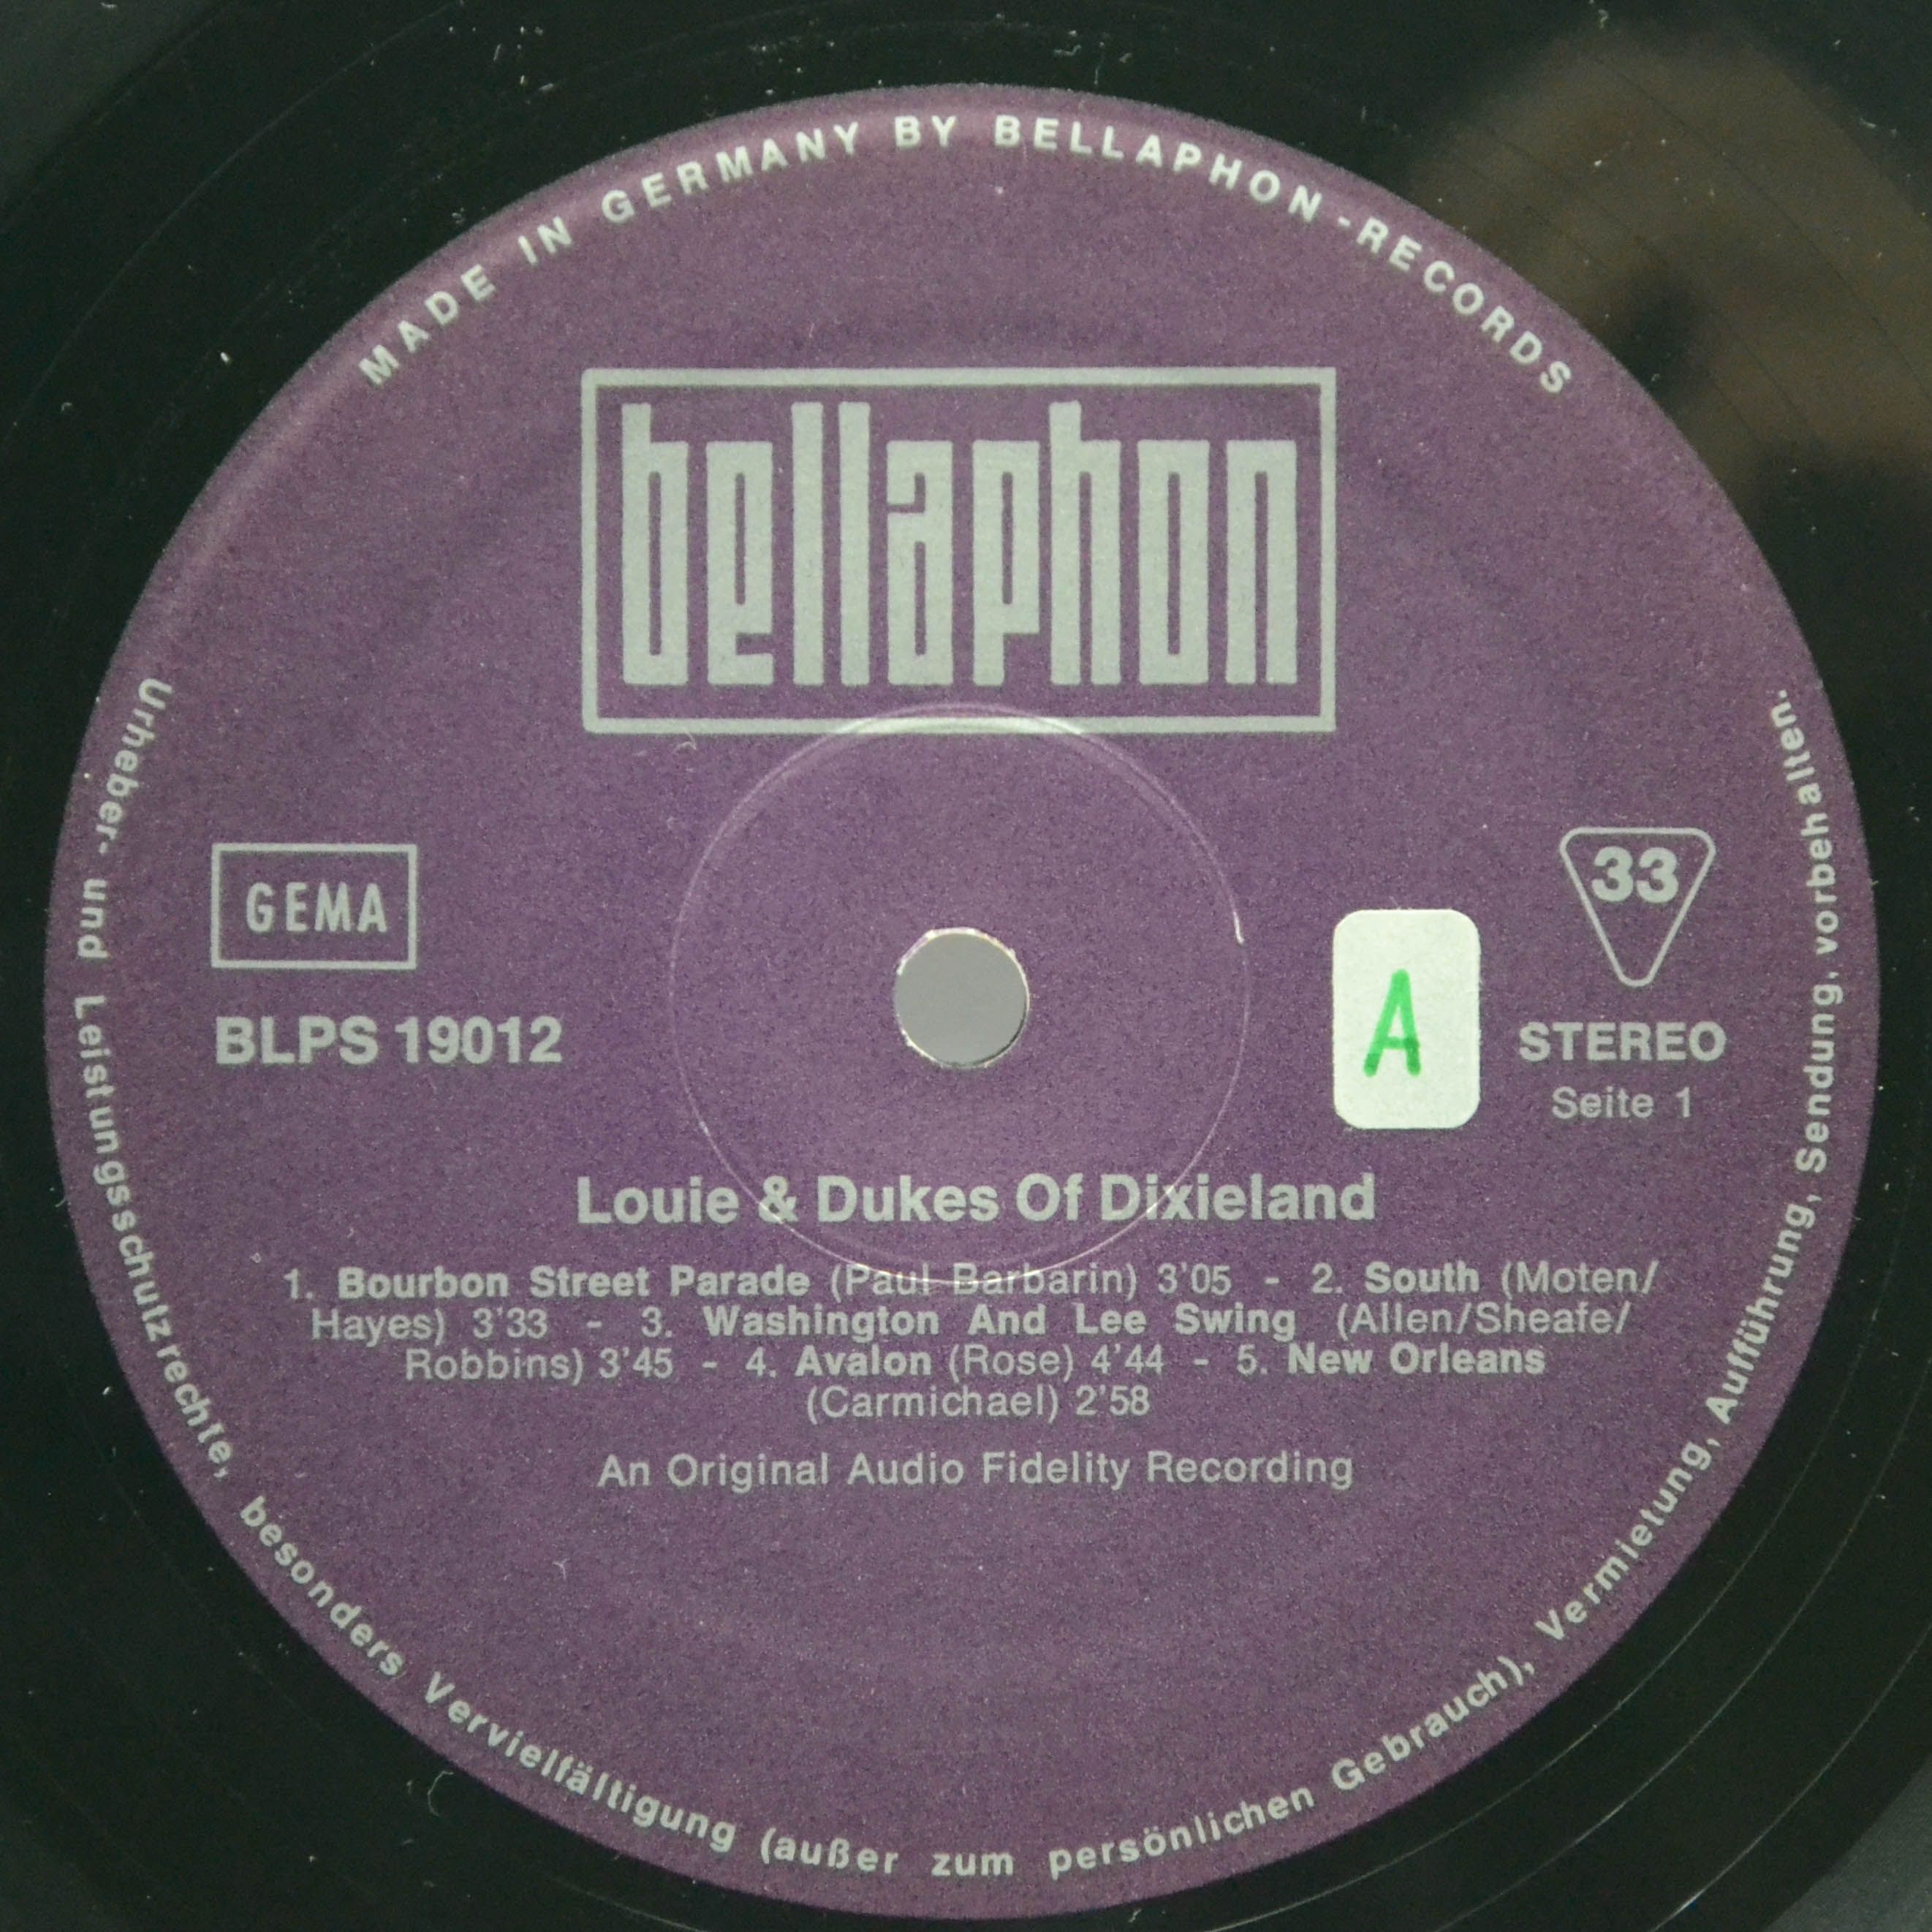 MADE IN GERMANY BY BELLAPHON-RECORDS
bellaphon
GEMA
33
BLPS 19012
A
STEREO
Seite 1
Louie & Dukes Of Dixieland
1. Bourbon Street Parade (Paul Barbarin) 3'05 - 2. South (Moten/
Hayes) 3'33 - 3. Washington And Lee Swing (Allen/Sheafe/
Robbins) 3'45 - 4. Avalon (Rose) 4'44 - 5. New Orleans
(Carmichael) 2'58
An Original Audio Fidelity Recording
Urheber- und Leistungsschutzrechte, besonders Vervielfältigung (außer zum persönlichen Gebrauch), Vermietung, Aufführung, Sendung, vorbehalten.